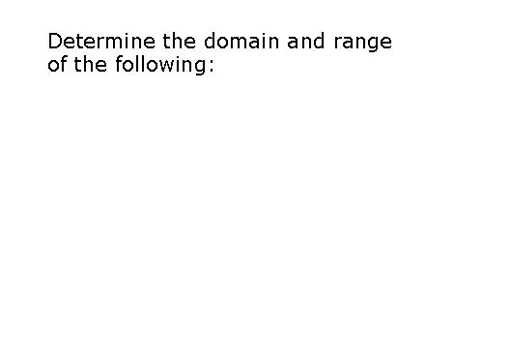 Determine the domain and range
of the following: